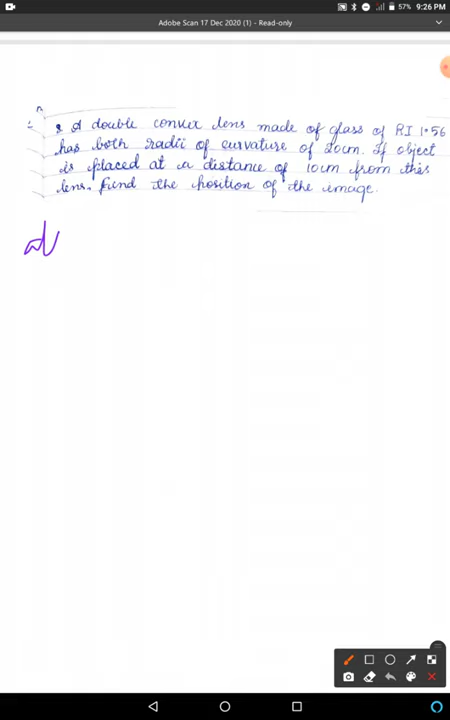 57% 9:26 PM
Adobe Scan 17 Dec 2020 (1) - Read-only
A double convex lens made of glass of RI 1.56
has both radii of curvature of 20cm. If object
is placed at a distance of 10cm from this
lens. Find the position of the image.